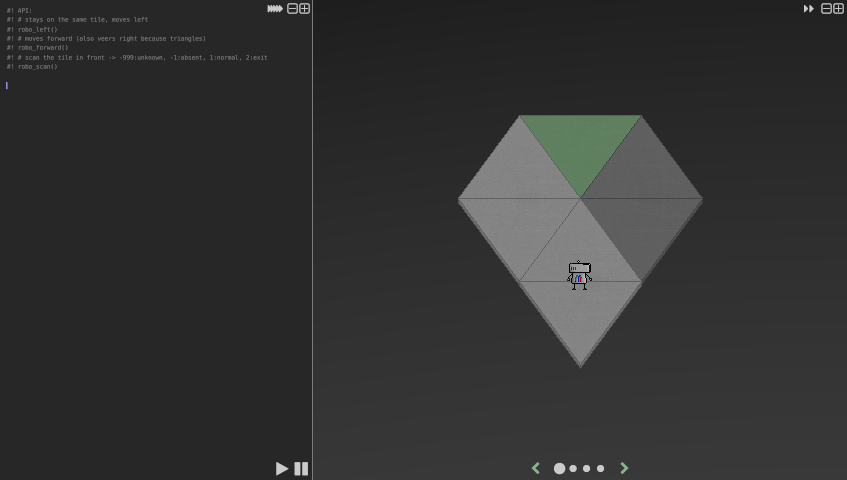 #! API:
#! # stays on the same tile, moves left
#! robo_left()
#! # moves forward (also veers right because triangles)
#! robo_forward()
#! # scan the tile in front -> -999:unknown, -1:absent, 1:normal, 2:exit
#! robo_scan()